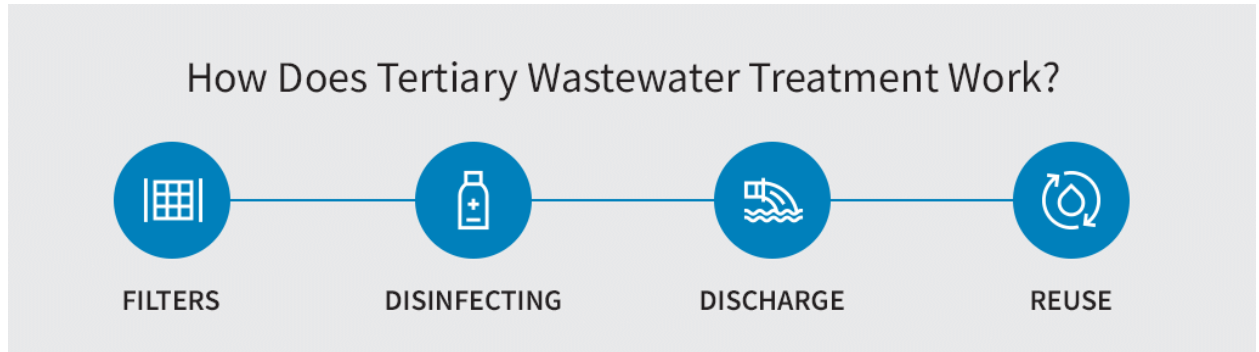 How Does Tertiary Wastewater Treatment Work?
FILTERS
DISINFECTING
DISCHARGE
REUSE